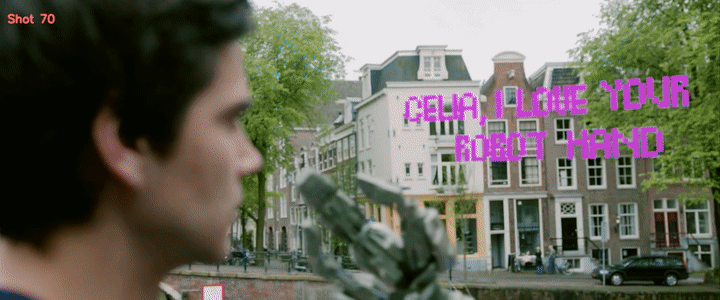 Shot 70
CELIA, I LOVE YOUR
ROBOT HAND